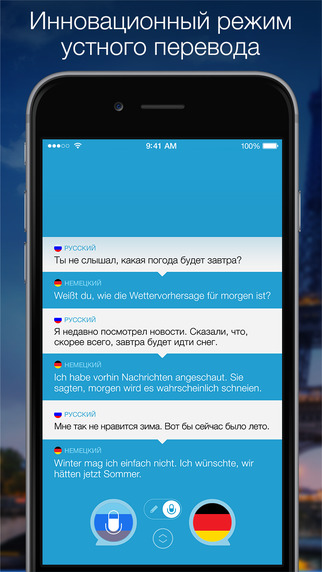 Инновационный режим
устного перевода
9:41 AM
100%
РУССКИЙ
Ты не слышал, какая погода будет завтра?
НЕМЕЦКИЙ
Weißt du, wie die Wettervorhersage für morgen ist?
РУССКИЙ
Я недавно посмотрел новости. Сказали, что,
скорее всего, завтра будет идти снег.
НЕМЕЦКИЙ
Ich habe vorhin Nachrichten angeschaut. Sie
sagten, morgen wird es wahrscheinlich schneien.
РУССКИЙ
Мне так не нравится зима. Вот бы сейчас было лето.
НЕМЕЦКИЙ
Winter mag ich einfach nicht. Ich wünschte, wir
hätten jetzt Sommer.